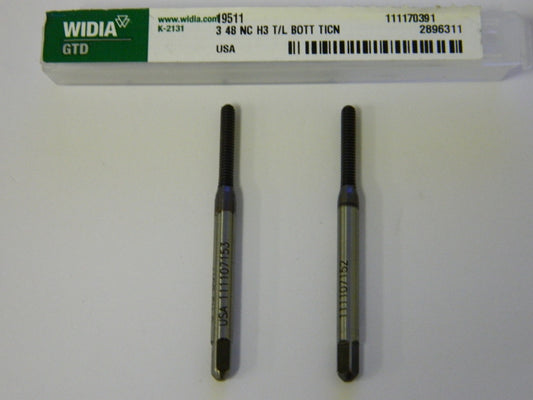 WIDIA
GTD
www.widia.com
K-2131
19511
3 48 NC H3 T/L BOTT TICN
USA
111170391
2896311
USA 111107153
111107152